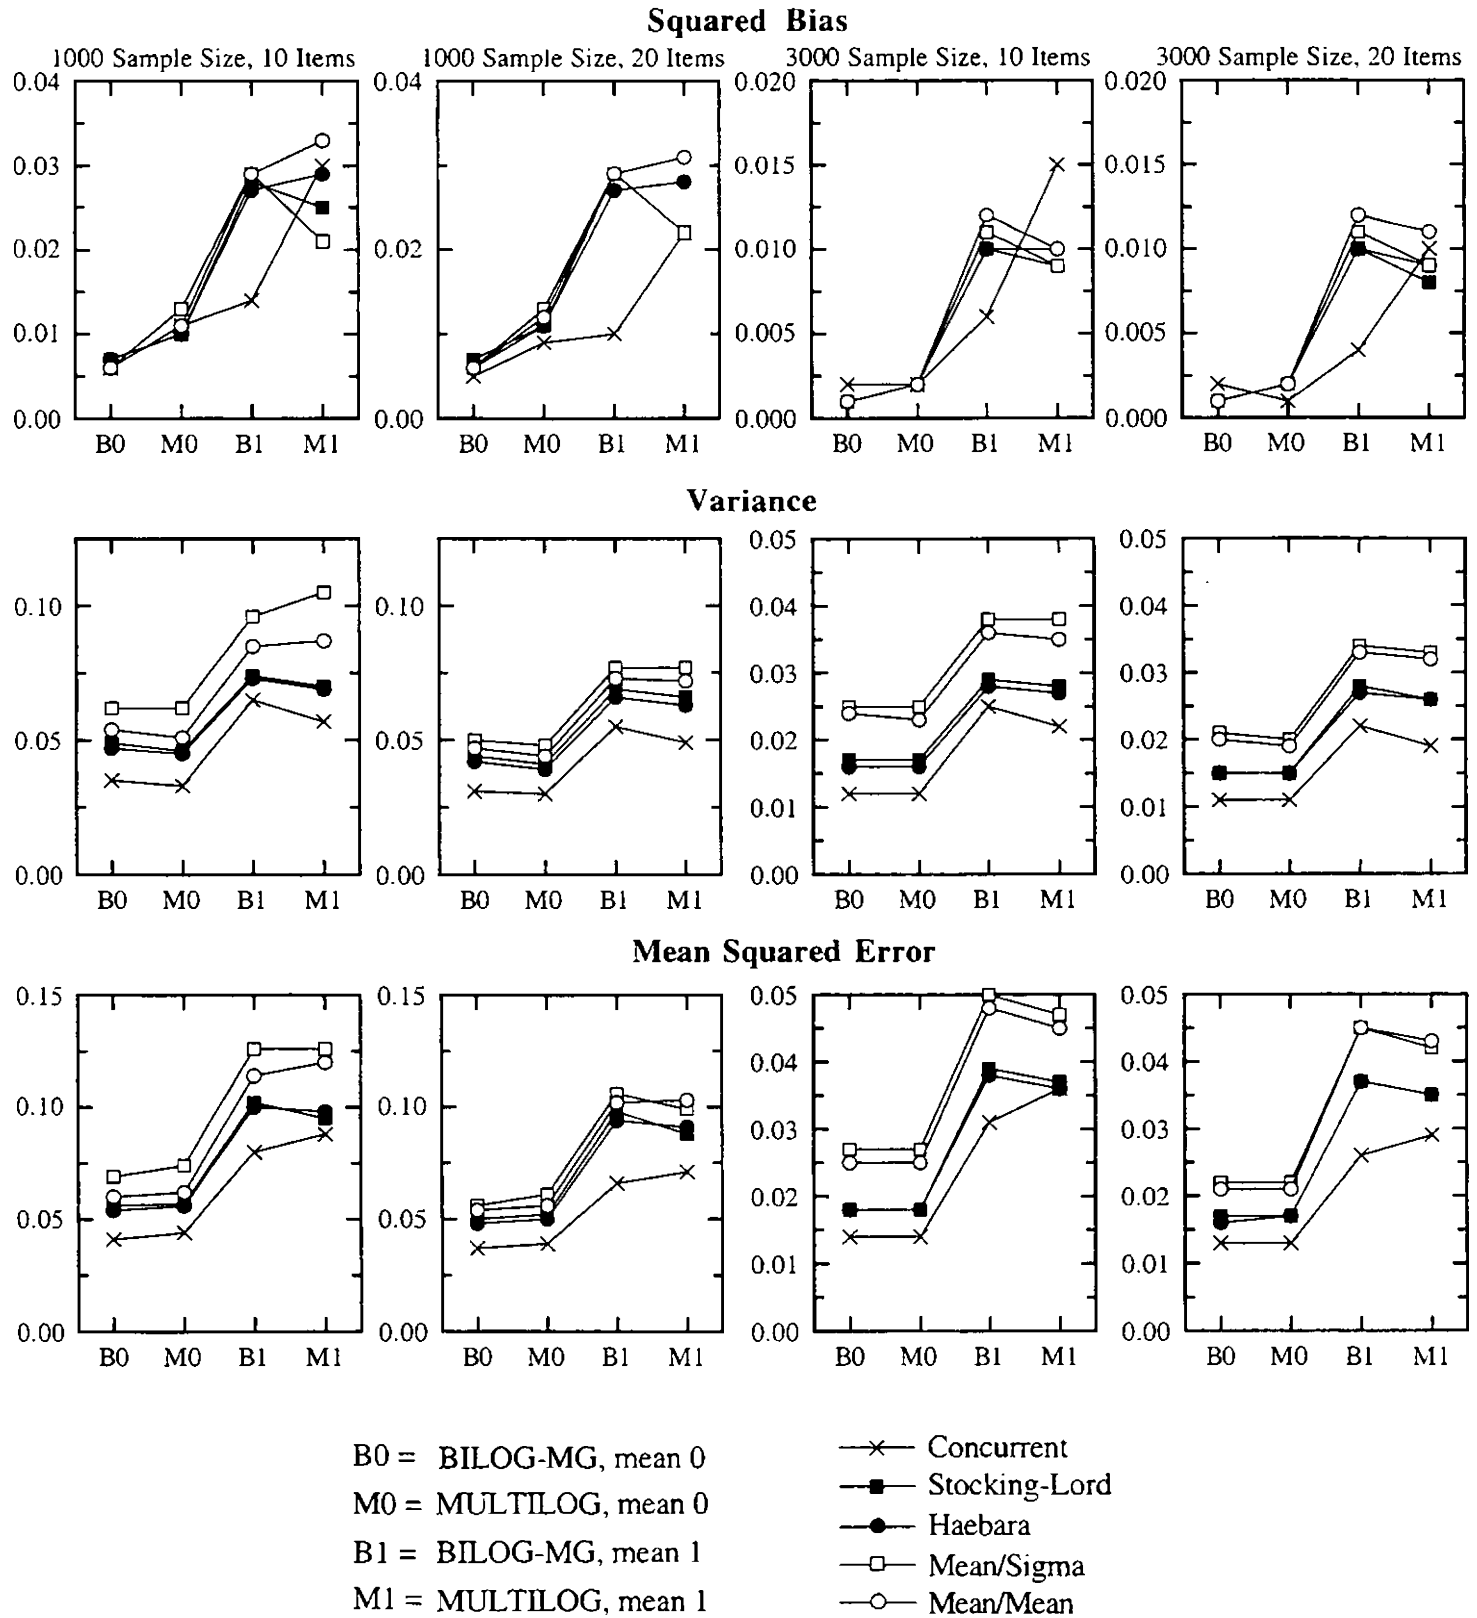 Squared Bias
1000 Sample Size, 10 Items
1000 Sample Size, 20 Items
3000 Sample Size, 10 Items
3000 Sample Size, 20 Items
0.04
0.03
0.02
0.01
0.00
B0 M0 B1 M1
0.04
0.02
0.00
B0 M0 B1 M1
0.020
0.015
0.010
0.005
0.000
B0 M0 B1 M1
0.020
0.015
0.010
0.005
0.000
B0 M0 B1 M1
Variance
0.10
0.05
0.00
B0 M0 B1 M1
0.10
0.05
0.00
B0 M0 B1 M1
0.05
0.04
0.03
0.02
0.01
0.00
B0 M0 B1 M1
0.05
0.04
0.03
0.02
0.01
0.00
B0 M0 B1 M1
Mean Squared Error
0.15
0.10
0.05
0.00
B0 M0 B1 M1
0.15
0.10
0.05
0.00
B0 M0 B1 M1
0.05
0.04
0.03
0.02
0.01
0.00
B0 M0 B1 M1
0.05
0.04
0.03
0.02
0.01
0.00
B0 M0 B1 M1
B0 = BILOG-MG, mean 0
M0 = MULTILOG, mean 0
B1 = BILOG-MG, mean 1
M1 = MULTILOG, mean 1
Concurrent
Stocking-Lord
Haebara
Mean/Sigma
Mean/Mean